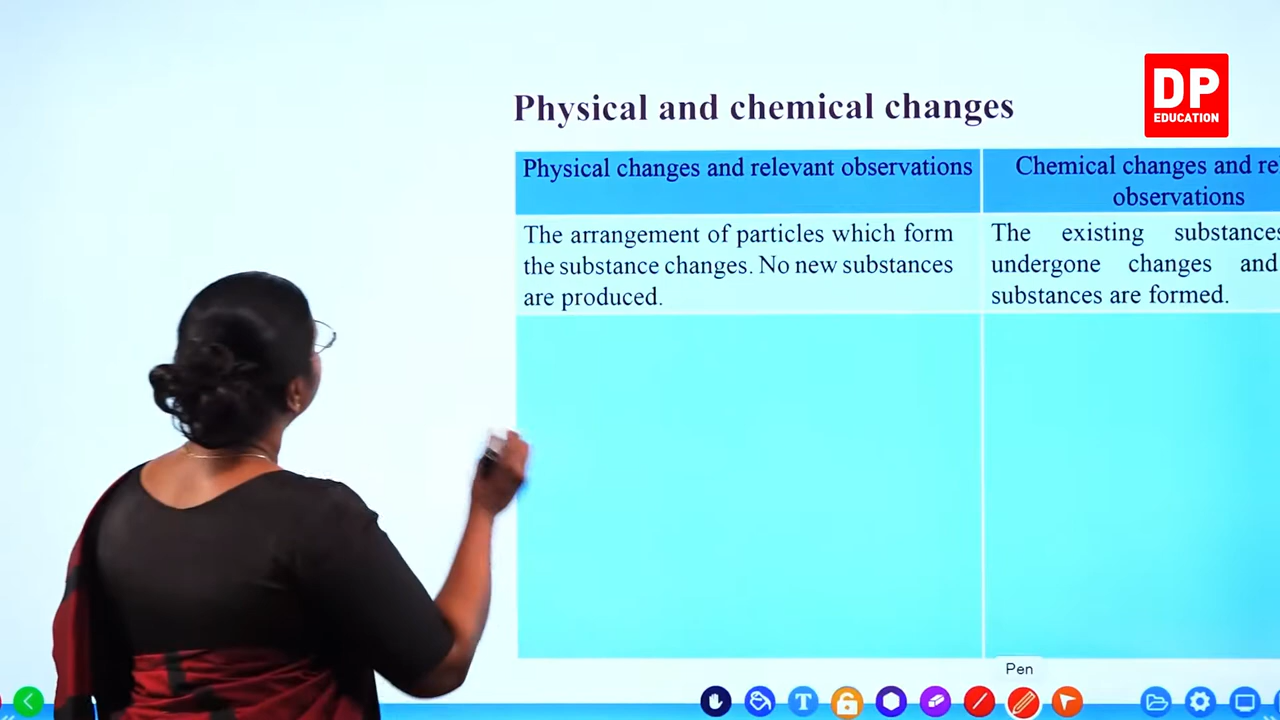 DP
EDUCATION
Physical and chemical changes
Physical changes and relevant observations
Chemical changes and re
observations
The arrangement of particles which form
the substance changes. No new substances
are produced.
The existing substances
undergone changes and
substances are formed.
Pen
T